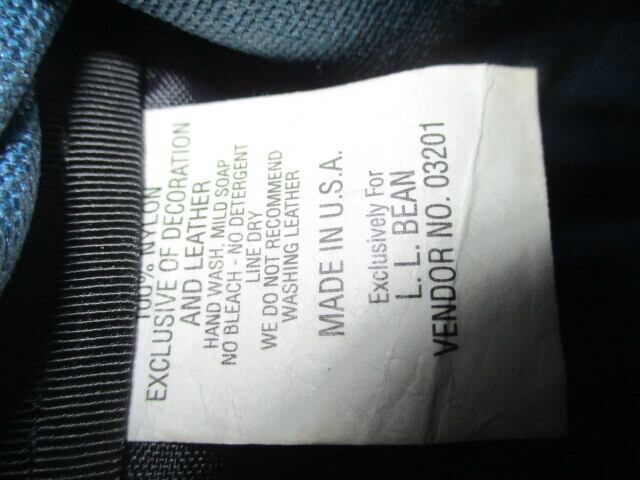 100% NYLON
EXCLUSIVE OF DECORATION
AND LEATHER
HAND WASH, MILD SOAP
NO BLEACH - NO DETERGENT
LINE DRY
WE DO NOT RECOMMEND
WASHING LEATHER
MADE IN U.S.A.
Exclusively For
L. L. BEAN
VENDOR NO. 03201